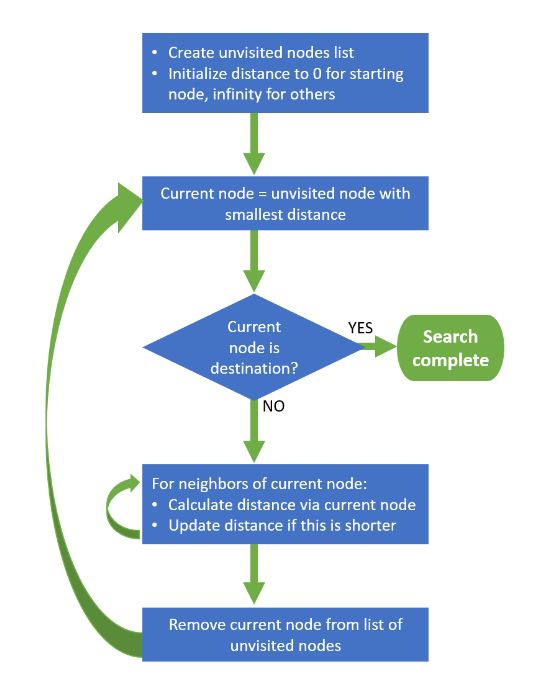 • Create unvisited nodes list
• Initialize distance to 0 for starting
node, infinity for others
Current node = unvisited node with
smallest distance
Current
node is
destination?
YES
Search
complete
NO
For neighbors of current node:
• Calculate distance via current node
• Update distance if this is shorter
Remove current node from list of
unvisited nodes